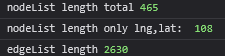 nodeList length total 465
nodeList length only lng,lat:  108
edgeList length 2630